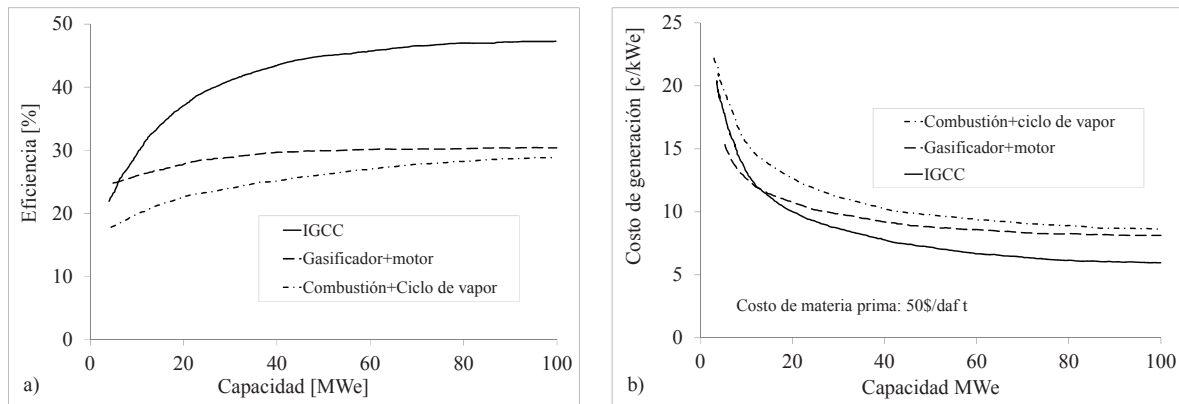 50
40
30
20
10
0
Eficiencia [%]
IGCC
Gasificador+motor
Combustión+Ciclo de vapor
0 20 40 60 80 100
a)
Capacidad [MWe]
25
20
15
10
5
0
Costo de generación [c/kWe]
Combustión+ciclo de vapor
Gasificador+motor
IGCC
Costo de materia prima: 50$/daf t
0 20 40 60 80 100
b)
Capacidad MWe